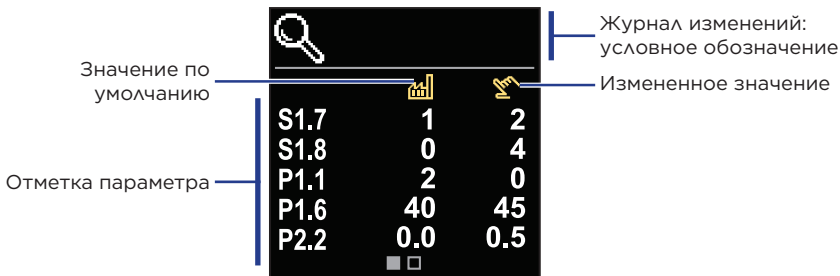 Журнал изменений:
условное обозначение
Значение по
умолчанию
Измененное значение
Отметка параметра
S1.7 1 2
S1.8 0 4
P1.1 2 0
P1.6 40 45
P2.2 0.0 0.5